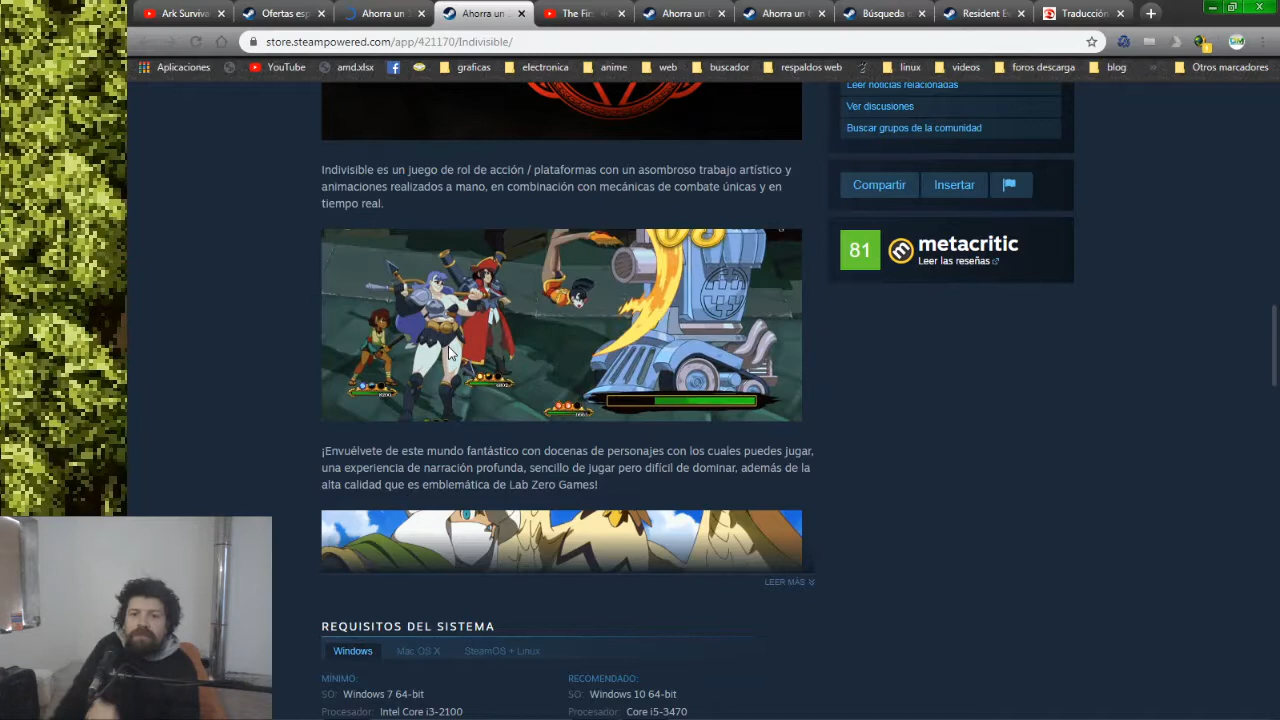 Ark Surviva
Ofertas esp
Ahorra un
Ahorra un
The Firs
Ahorra un
Ahorra un
Búsqueda
Resident Ev
Traducción
store.steampowered.com/app/421170/Indivisible/
Aplicaciones
YouTube
amd.xlsx
graficas
electronica
anime
web
buscador
respaldos web
linux
videos
foros descarga
blog
Otros marcadores
Leer noticias relacionadas
Ver discusiones
Buscar grupos de la comunidad
Indivisible es un juego de rol de acción / plataformas con un asombroso trabajo artístico y
animaciones realizados a mano, en combinación con mecánicas de combate únicas y en
tiempo real.
Compartir
Insertar
81
metacritic
Leer las reseñas
¡Envuélvete de este mundo fantástico con docenas de personajes con los cuales puedes jugar,
una experiencia de narración profunda, sencillo de jugar pero difícil de dominar, además de la
alta calidad que es emblemática de Lab Zero Games!
LEER MÁS
REQUISITOS DEL SISTEMA
Windows
Mac OS X
SteamOS + Linux
MÍNIMO:
SO: Windows 7 64-bit
Procesador: Intel Core i3-2100
RECOMENDADO:
SO: Windows 10 64-bit
Procesador: Core i5-3470